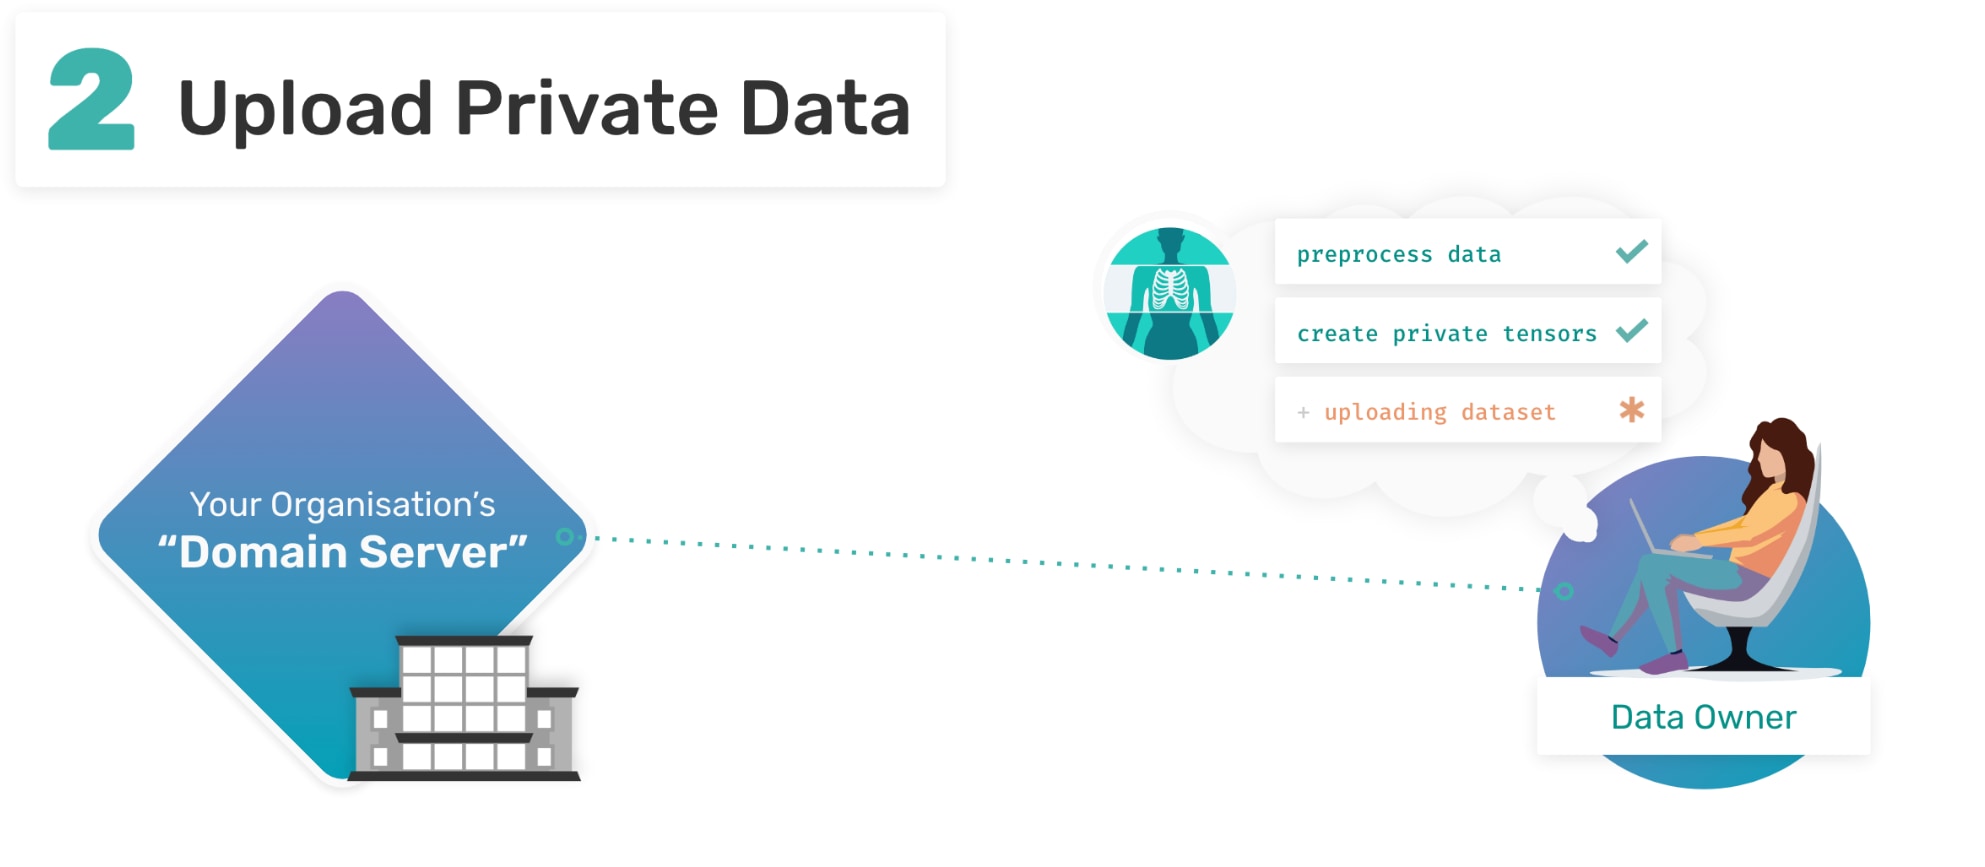 2 Upload Private Data
preprocess data
create private tensors
+ uploading dataset *
Your Organisation’s
“Domain Server”
Data Owner